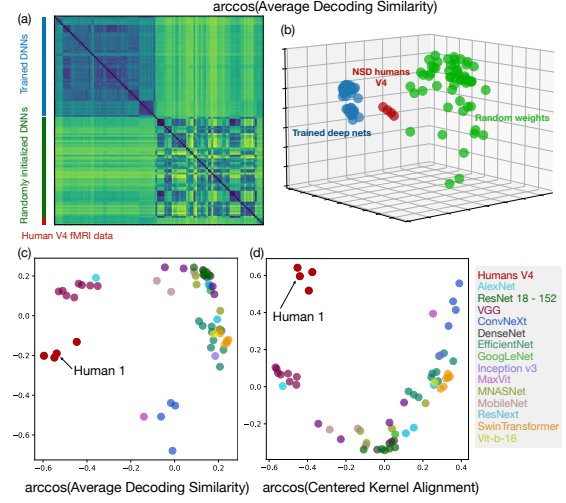 arccos(Average Decoding Similarity)
(a)
Trained DNNs
Randomly initialized DNNs
Human V4 fMRI data
(b)
NSD humans
V4
Trained deep nets
Random weights
(c)
0.2
0.0
−0.2
−0.4
−0.6
Human 1
−0.6
−0.4
−0.2
0.0
0.2
arccos(Average Decoding Similarity)
(d)
0.6
0.4
0.2
0.0
−0.2
Human 1
−0.6
−0.4
−0.2
0.0
0.2
0.4
arccos(Centered Kernel Alignment)
Humans V4
AlexNet
ResNet 18 - 152
VGG
ConvNeXt
DenseNet
EfficientNet
GoogLeNet
Inception v3
MaxVit
MNASNet
MobileNet
ResNext
SwinTransformer
Vit-b-16